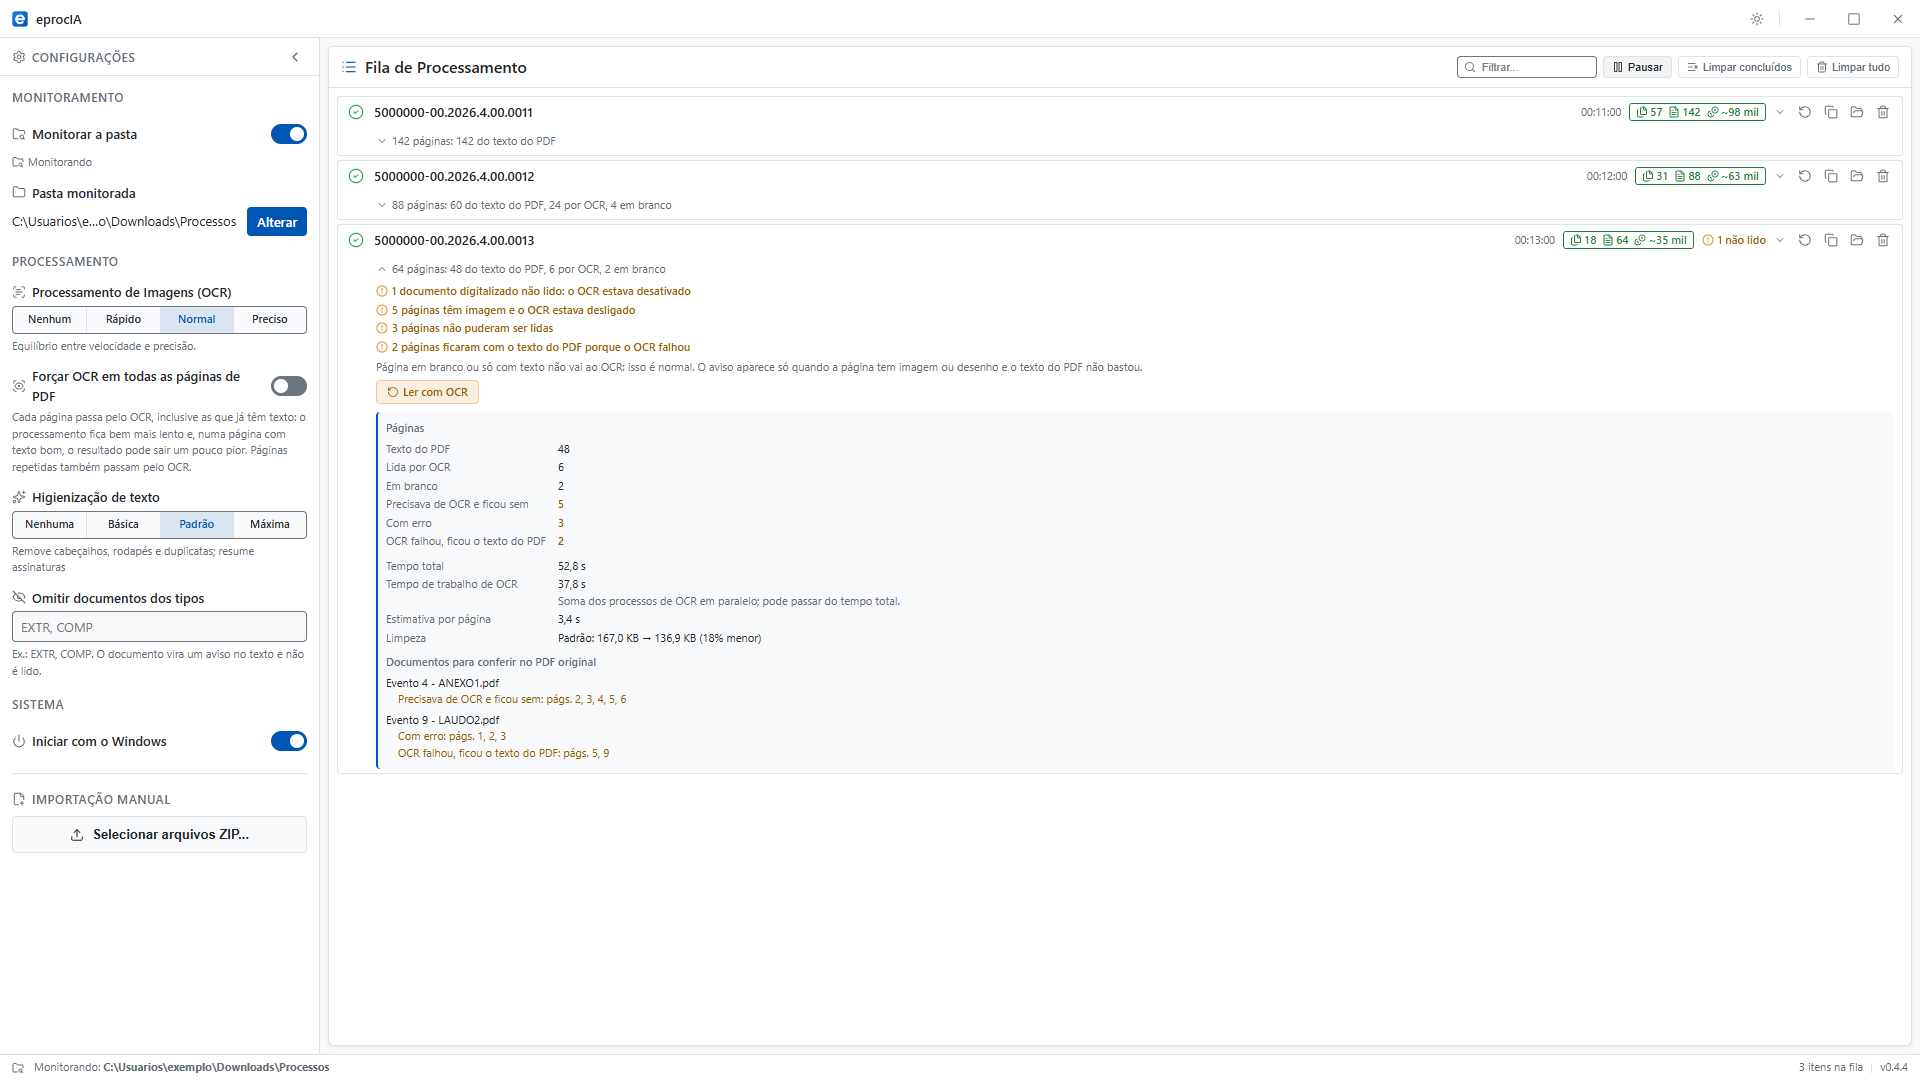 eprocIA
CONFIGURAÇÕES
MONITORAMENTO
Monitorar a pasta
Monitorando
Pasta monitorada
C:\Usuarios\e...o\Downloads\Processos
Alterar
PROCESSAMENTO
Processamento de Imagens (OCR)
Nenhum Rápido Normal Preciso
Equilíbrio entre velocidade e precisão.
Forçar OCR em todas as páginas de
PDF
Cada página passa pelo OCR, inclusive as que já têm texto: o
processamento fica bem mais lento e, numa página com
texto bom, o resultado pode sair um pouco pior. Páginas
repetidas também passam pelo OCR.
Higienização de texto
Nenhuma Básica Padrão Máxima
Remove cabeçalhos, rodapés e duplicatas; resume
assinaturas
Omitir documentos dos tipos
EXTR, COMP
Ex.: EXTR, COMP. O documento vira um aviso no texto e não
é lido.
SISTEMA
Iniciar com o Windows
IMPORTAÇÃO MANUAL
Selecionar arquivos ZIP...
Fila de Processamento
Filtrar... Pausar Limpar concluídos Limpar tudo
5000000-00.2026.4.00.0011 00:11:00 57 142 ~98 mil
142 páginas: 142 do texto do PDF
5000000-00.2026.4.00.0012 00:12:00 31 88 ~63 mil
88 páginas: 60 do texto do PDF, 24 por OCR, 4 em branco
5000000-00.2026.4.00.0013 00:13:00 18 64 ~35 mil 1 não lido
64 páginas: 48 do texto do PDF, 6 por OCR, 2 em branco
1 documento digitalizado não lido: o OCR estava desativado
5 páginas têm imagem e o OCR estava desligado
3 páginas não puderam ser lidas
2 páginas ficaram com o texto do PDF porque o OCR falhou
Página em branco ou só com texto não vai ao OCR: isso é normal. O aviso aparece só quando a página tem imagem ou desenho e o texto do PDF não bastou.
Ler com OCR
Páginas
Texto do PDF 48
Lida por OCR 6
Em branco 2
Precisava de OCR e ficou sem 5
Com erro 3
OCR falhou, ficou o texto do PDF 2
Tempo total 52,8 s
Tempo de trabalho de OCR 37,8 s
Soma dos processos de OCR em paralelo; pode passar do tempo total.
Estimativa por página 3,4 s
Limpeza Padrão: 167,0 KB → 136,9 KB (18% menor)
Documentos para conferir no PDF original
Evento 4 - ANEXO1.pdf
Precisava de OCR e ficou sem: págs. 2, 3, 4, 5, 6
Evento 9 - LAUDO2.pdf
Com erro: págs. 1, 2, 3
OCR falhou, ficou o texto do PDF: págs. 5, 9
Monitorando: C:\Usuarios\exemplo\Downloads\Processos
3 itens na fila v0.4.4